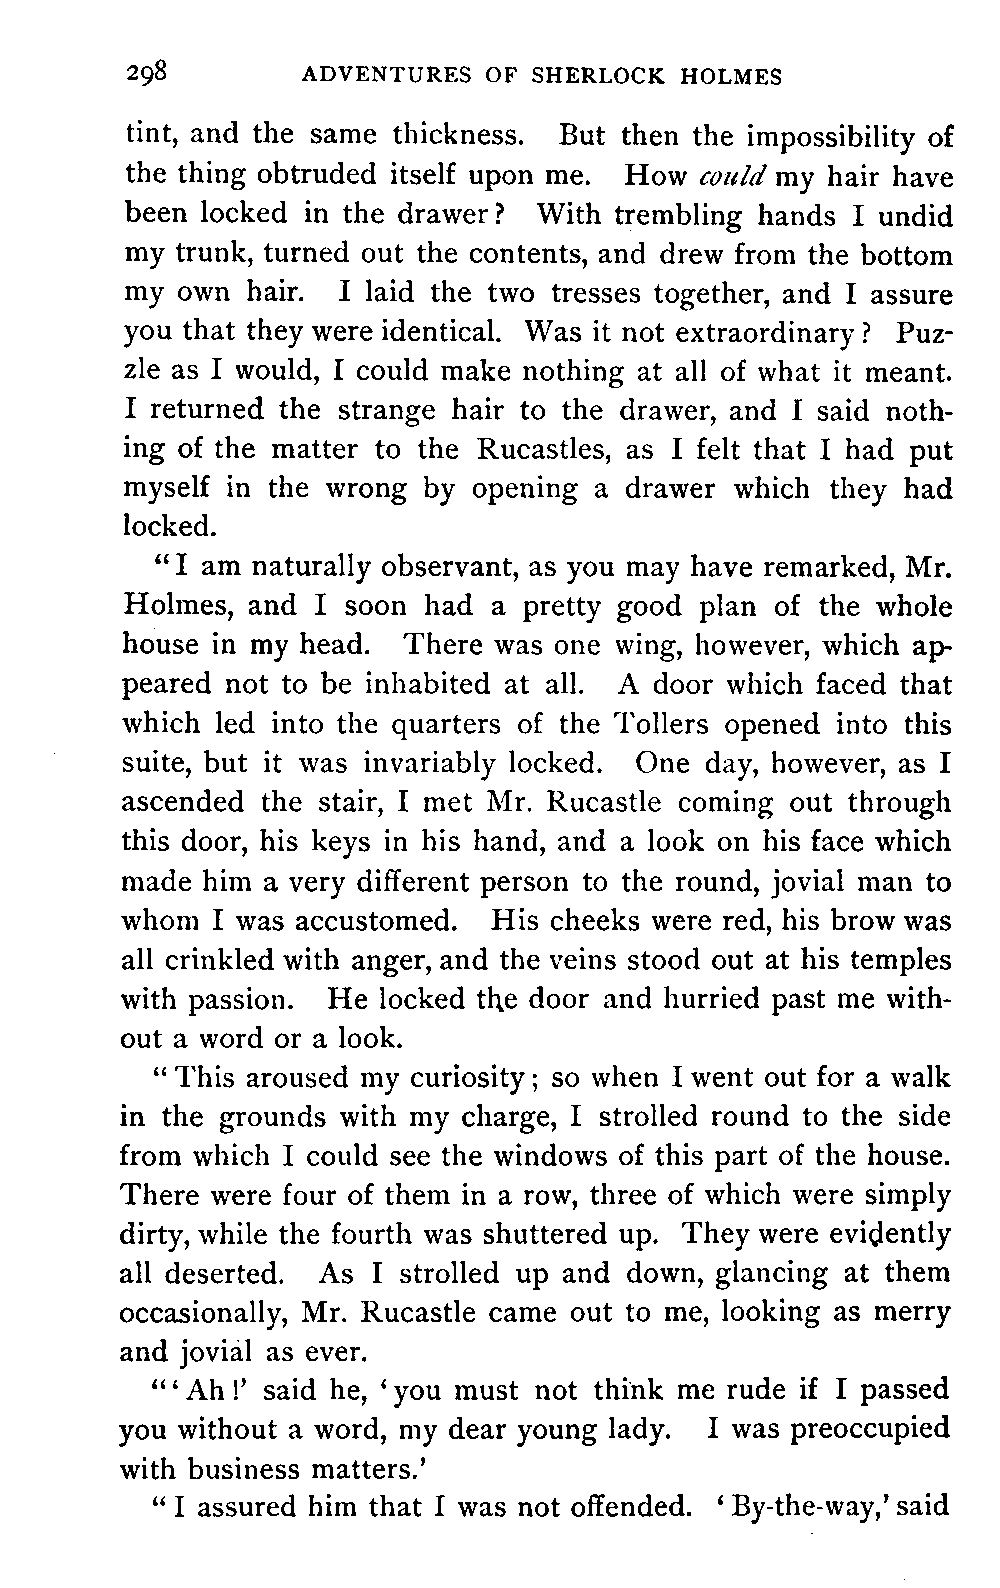 298 ADVENTURES OF SHERLOCK HOLMES
tint, and the same thickness. But then the impossibility of
the thing obtruded itself upon me. How could my hair have
been locked in the drawer? With trembling hands I undid
my trunk, turned out the contents, and drew from the bottom
my own hair. I laid the two tresses together, and I assure
you that they were identical. Was it not extraordinary? Puz-
zle as I would, I could make nothing at all of what it meant.
I returned the strange hair to the drawer, and I said noth-
ing of the matter to the Rucastles, as I felt that I had put
myself in the wrong by opening a drawer which they had
locked.
“I am naturally observant, as you may have remarked, Mr.
Holmes, and I soon had a pretty good plan of the whole
house in my head. There was one wing, however, which ap-
peared not to be inhabited at all. A door which faced that
which led into the quarters of the Tollers opened into this
suite, but it was invariably locked. One day, however, as I
ascended the stair, I met Mr. Rucastle coming out through
this door, his keys in his hand, and a look on his face which
made him a very different person to the round, jovial man to
whom I was accustomed. His cheeks were red, his brow was
all crinkled with anger, and the veins stood out at his temples
with passion. He locked the door and hurried past me with-
out a word or a look.
“This aroused my curiosity; so when I went out for a walk
in the grounds with my charge, I strolled round to the side
from which I could see the windows of this part of the house.
There were four of them in a row, three of which were simply
dirty, while the fourth was shuttered up. They were evidently
all deserted. As I strolled up and down, glancing at them
occasionally, Mr. Rucastle came out to me, looking as merry
and jovial as ever.
“‘Ah!’ said he, ‘you must not think me rude if I passed
you without a word, my dear young lady. I was preoccupied
with business matters.’
“I assured him that I was not offended. ‘By-the-way,’ said